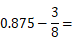 0.875 − 3/8 =